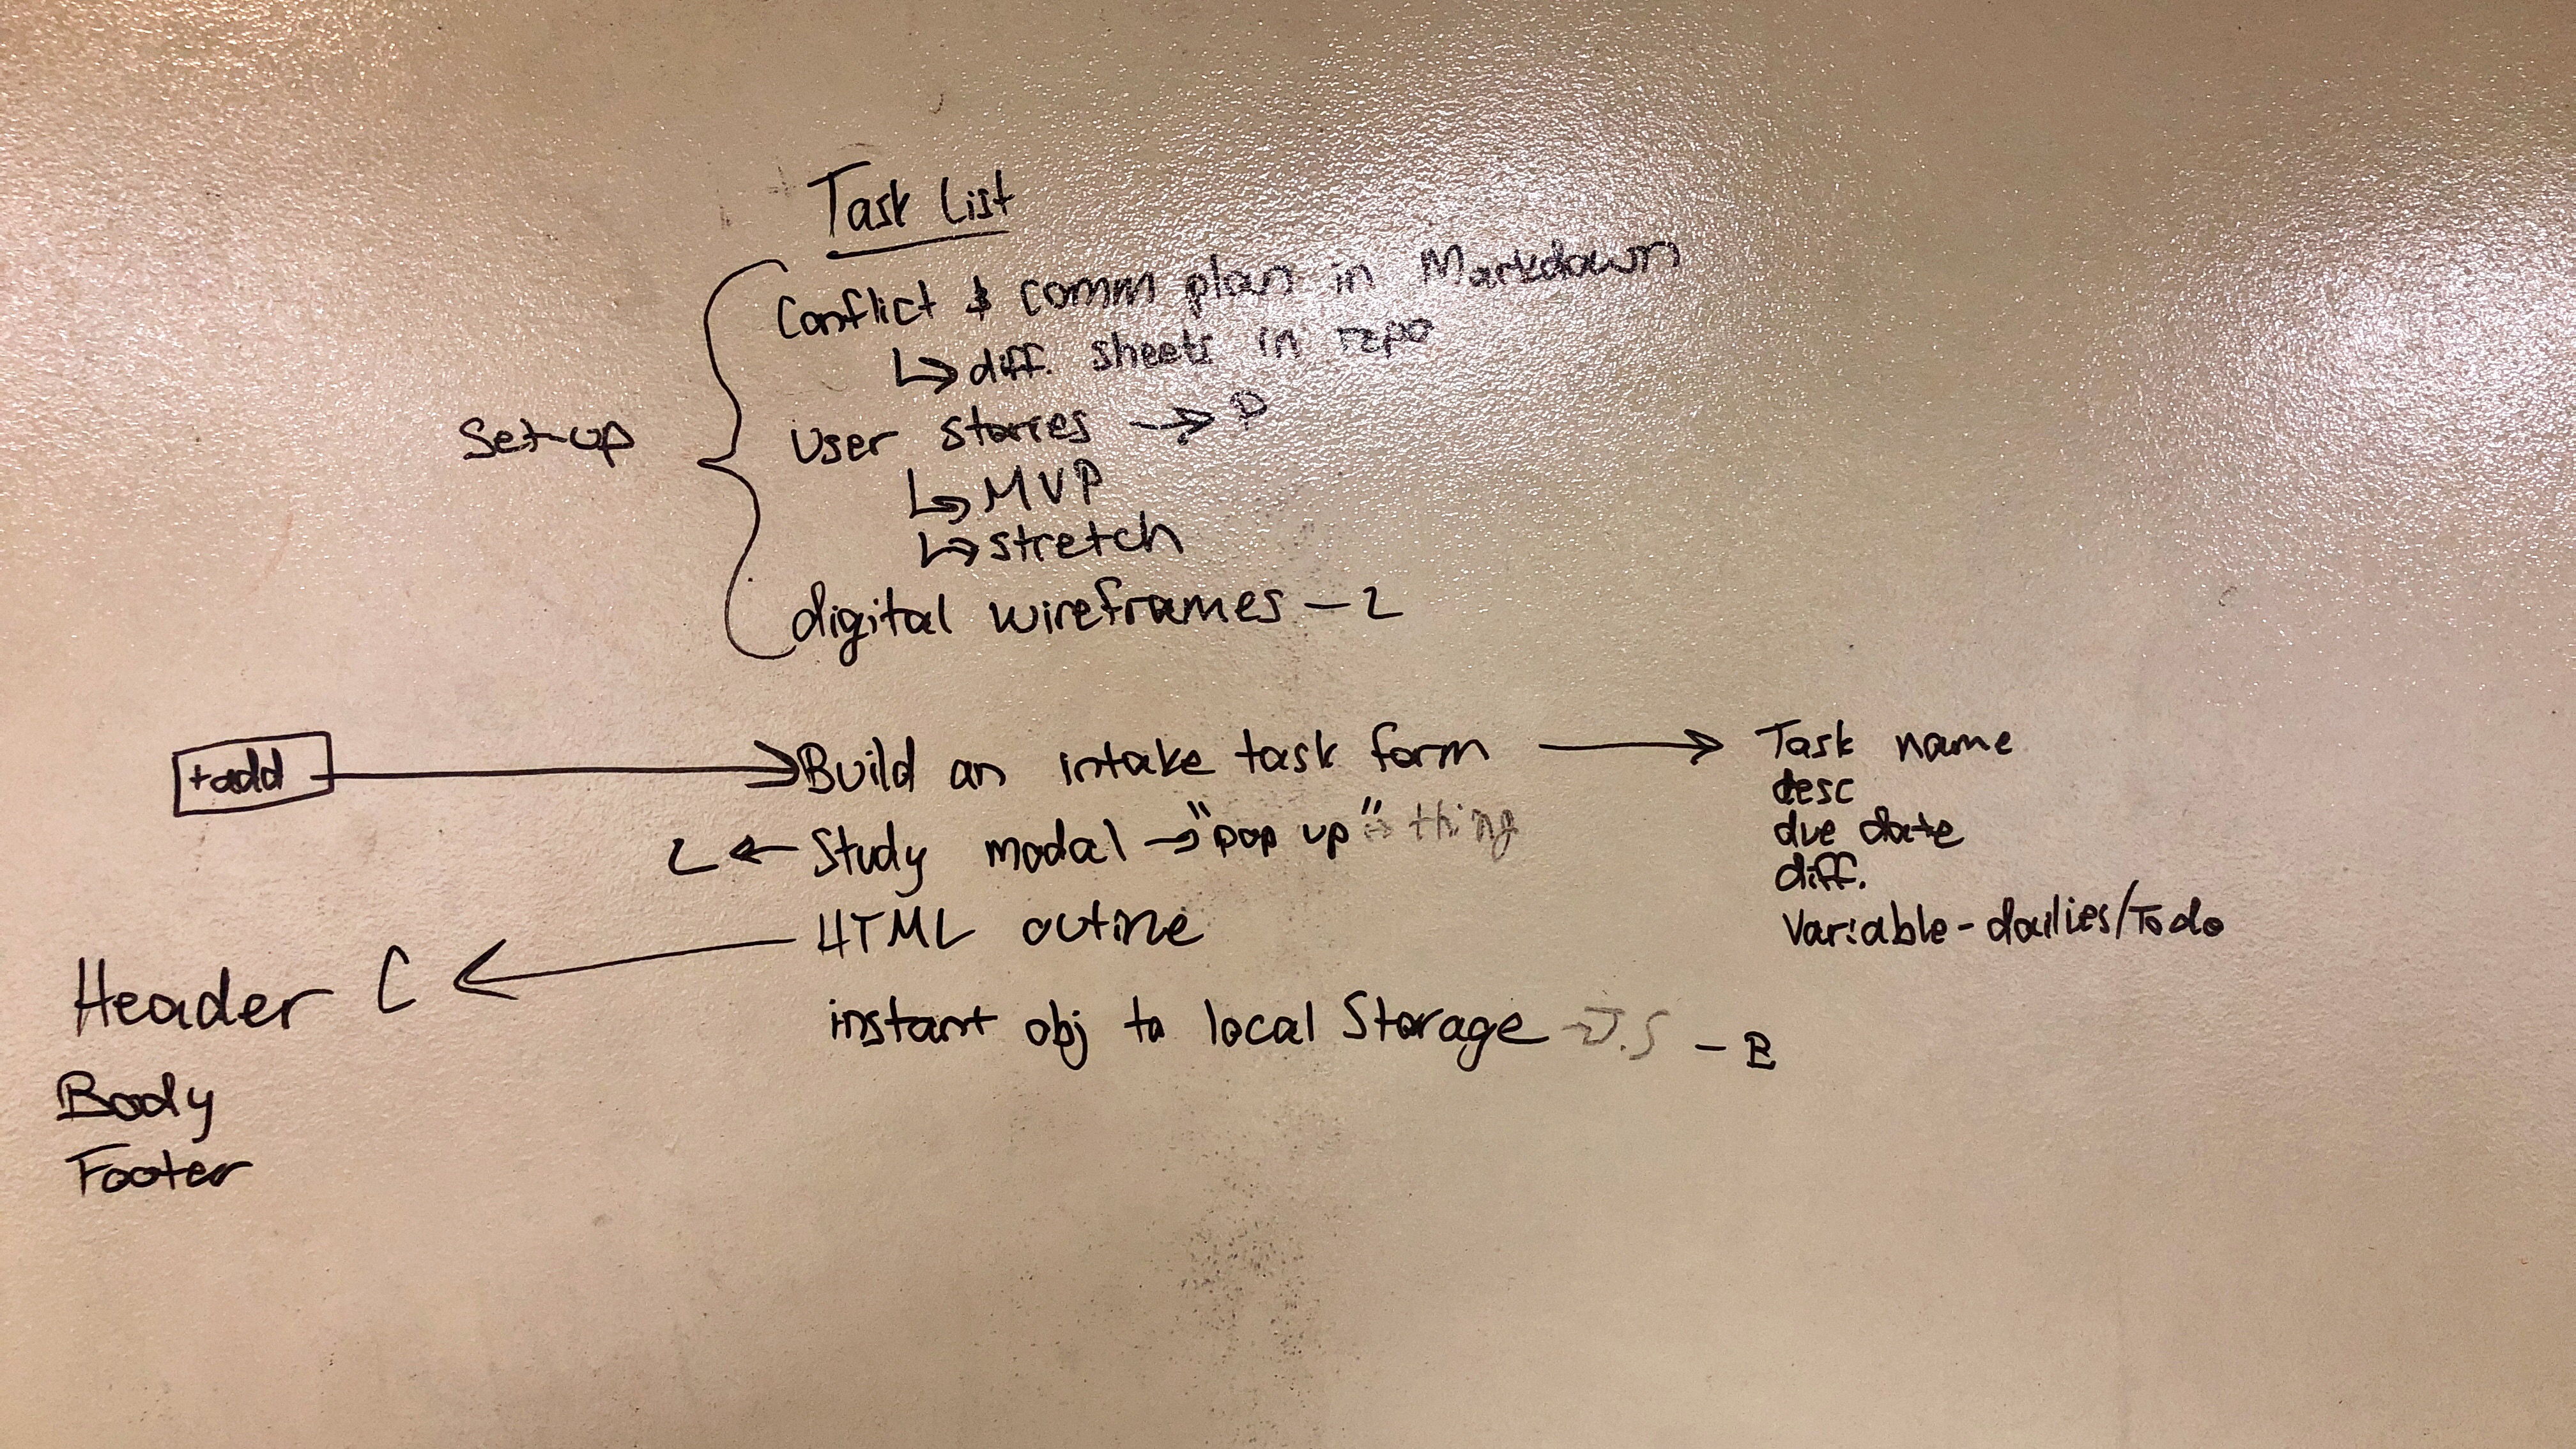 Task List
Conflict & comm plan in Markdown
↳ diff. sheets in repo
Set-up
User stories → D
↳ MVP
↳ stretch
digital wireframes - L
+add → Build an intake task form → Task name
desc
due date
diff.
Variable - dailies/Todo
L ← Study modal → "pop up" thing
HTML outine
Header C
Body
Footer
instant obj to local Storage → J.S - B